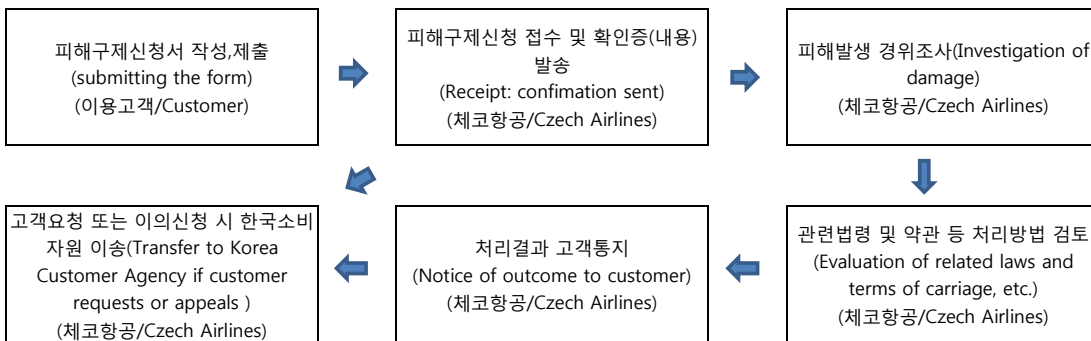 피해구제신청서 작성,제출
(submitting the form)
(이용고객/Customer)
피해구제신청 접수 및 확인증(내용)
발송
(Receipt: confimation sent)
(체코항공/Czech Airlines)
피해발생 경위조사(Investigation of
damage)
(체코항공/Czech Airlines)
고객요청 또는 이의신청 시 한국소비
자원 이송(Transfer to Korea
Customer Agency if customer
requests or appeals )
(체코항공/Czech Airlines)
처리결과 고객통지
(Notice of outcome to customer)
(체코항공/Czech Airlines)
관련법령 및 약관 등 처리방법 검토
(Evaluation of related laws and
terms of carriage, etc.)
(체코항공/Czech Airlines)